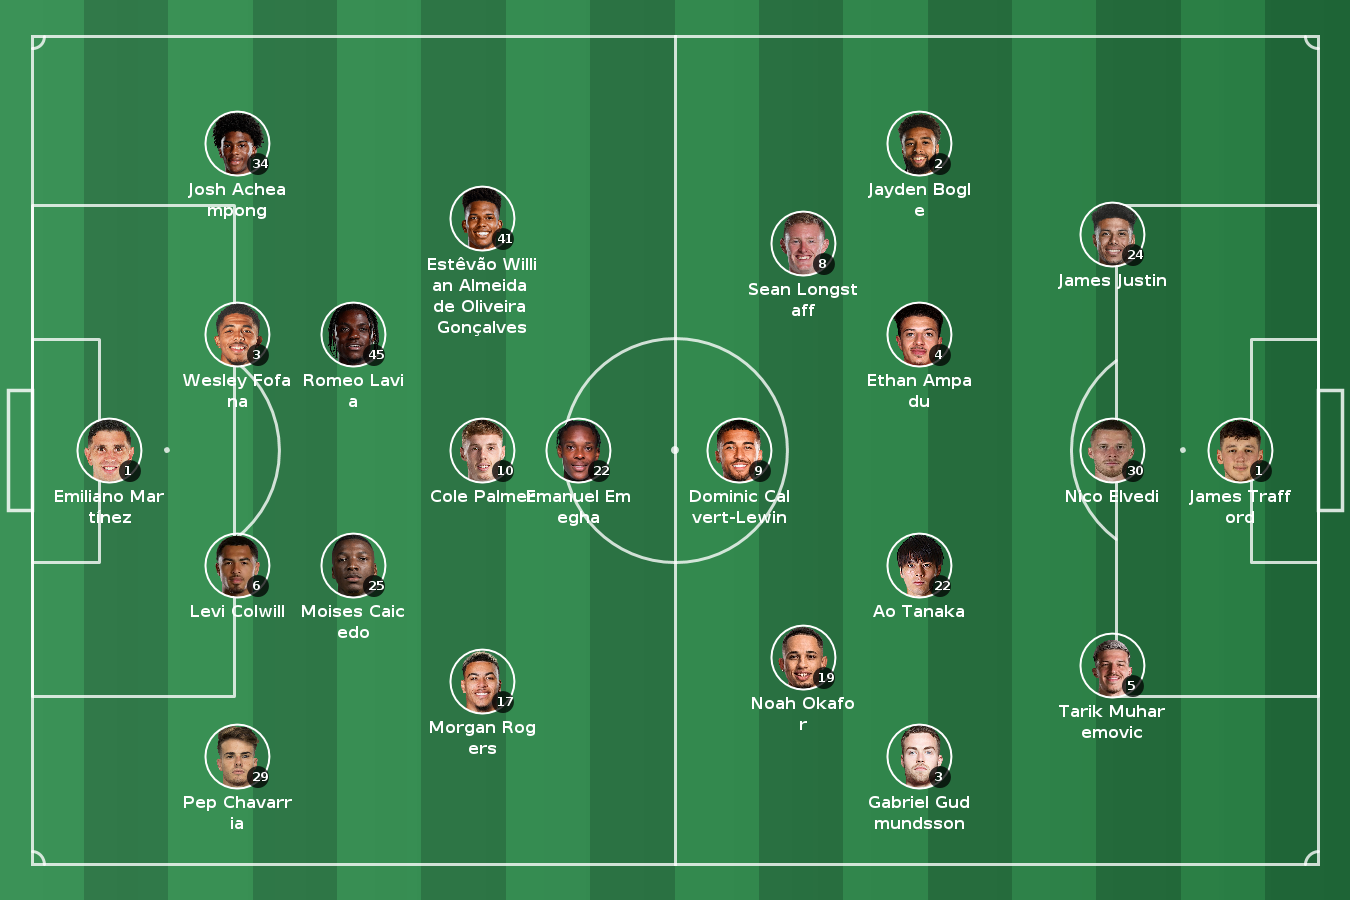 34
Josh Achea
mpong
3
Wesley Fofa
na
45
Romeo Lavi
a
41
Estêvão Willi
an Almeida
de Oliveira
Gonçalves
1
Emiliano Mar
tinez
10
Cole Palmer
22
Emanuel Em
egha
6
Levi Colwill
25
Moises Caic
edo
17
Morgan Rog
ers
29
Pep Chavarr
ia
2
Jayden Bogl
e
8
Sean Longst
aff
24
James Justin
4
Ethan Ampa
du
9
Dominic Cal
vert-Lewin
30
Nico Elvedi
1
James Traff
ord
22
Ao Tanaka
19
Noah Okafo
r
5
Tarik Muhar
emovic
3
Gabriel Gud
mundsson